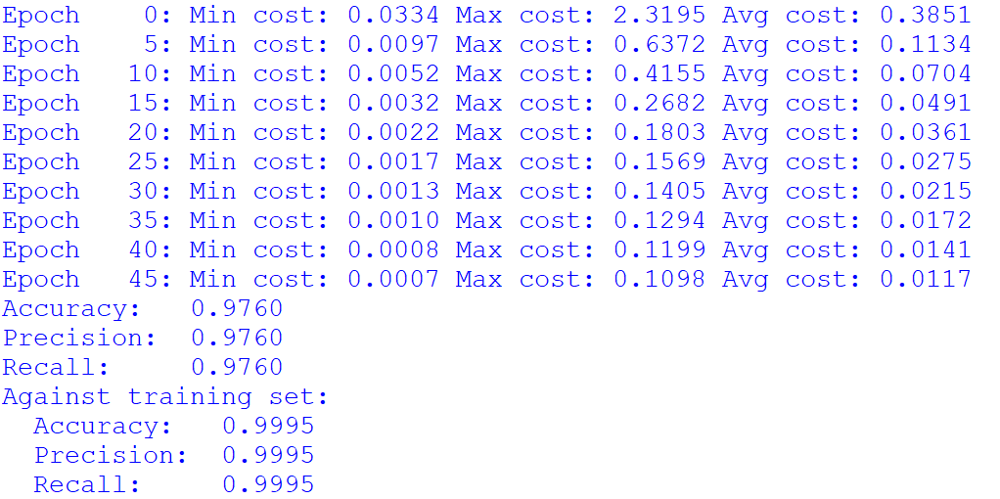 Epoch     0: Min cost: 0.0334 Max cost: 2.3195 Avg cost: 0.3851
Epoch     5: Min cost: 0.0097 Max cost: 0.6372 Avg cost: 0.1134
Epoch    10: Min cost: 0.0052 Max cost: 0.4155 Avg cost: 0.0704
Epoch    15: Min cost: 0.0032 Max cost: 0.2682 Avg cost: 0.0491
Epoch    20: Min cost: 0.0022 Max cost: 0.1803 Avg cost: 0.0361
Epoch    25: Min cost: 0.0017 Max cost: 0.1569 Avg cost: 0.0275
Epoch    30: Min cost: 0.0013 Max cost: 0.1405 Avg cost: 0.0215
Epoch    35: Min cost: 0.0010 Max cost: 0.1294 Avg cost: 0.0172
Epoch    40: Min cost: 0.0008 Max cost: 0.1199 Avg cost: 0.0141
Epoch    45: Min cost: 0.0007 Max cost: 0.1098 Avg cost: 0.0117
Accuracy:   0.9760
Precision:  0.9760
Recall:     0.9760
Against training set:
  Accuracy:   0.9995
  Precision:  0.9995
  Recall:     0.9995